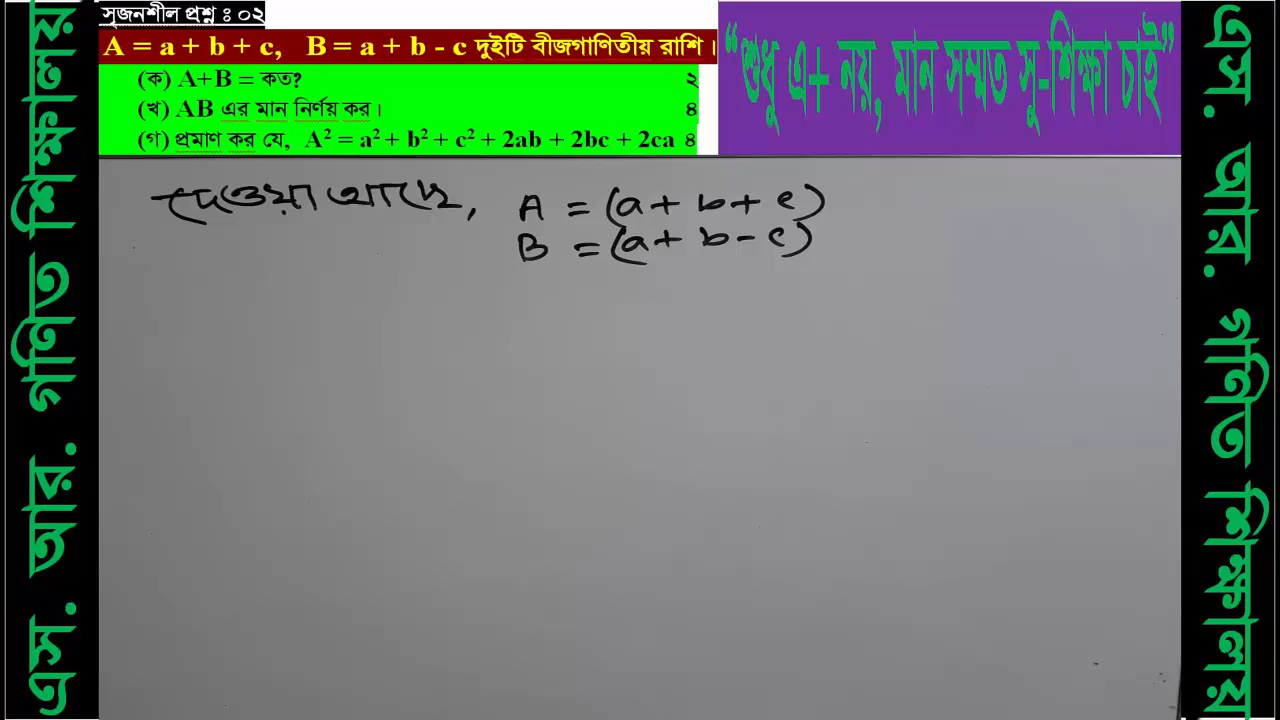 সৃজনশীল প্রশ্ন ঃ ০২
A = a + b + c, B = a + b - c দুইটি বীজগাণিতীয় রাশি।
(ক) A+B = কত? ২
(খ) AB এর মান নির্ণয় কর। ৪
(গ) প্রমাণ কর যে, A² = a² + b² + c² + 2ab + 2bc + 2ca ৪
“শুধু এ+ নয়, মান সম্মত সু-শিক্ষা চাই”
দেওয়া আছে, A = (a + b + c)
B = (a + b - c)
এস. আর. গণিত শিক্ষালয়
এস. আর. গণিত শিক্ষালয়